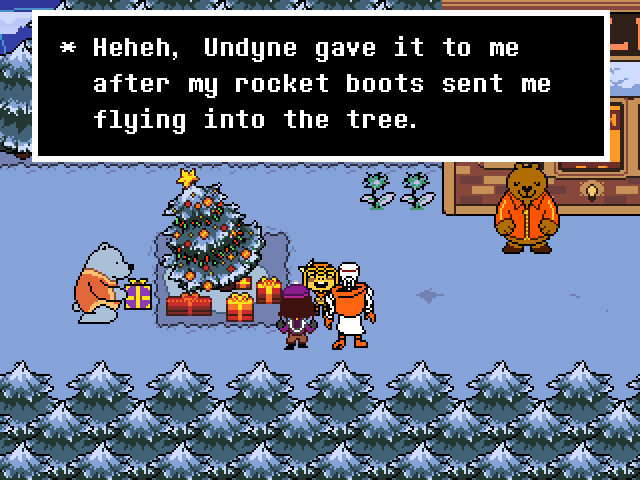 * Heheh, Undyne gave it to me
after my rocket boots sent me
flying into the tree.